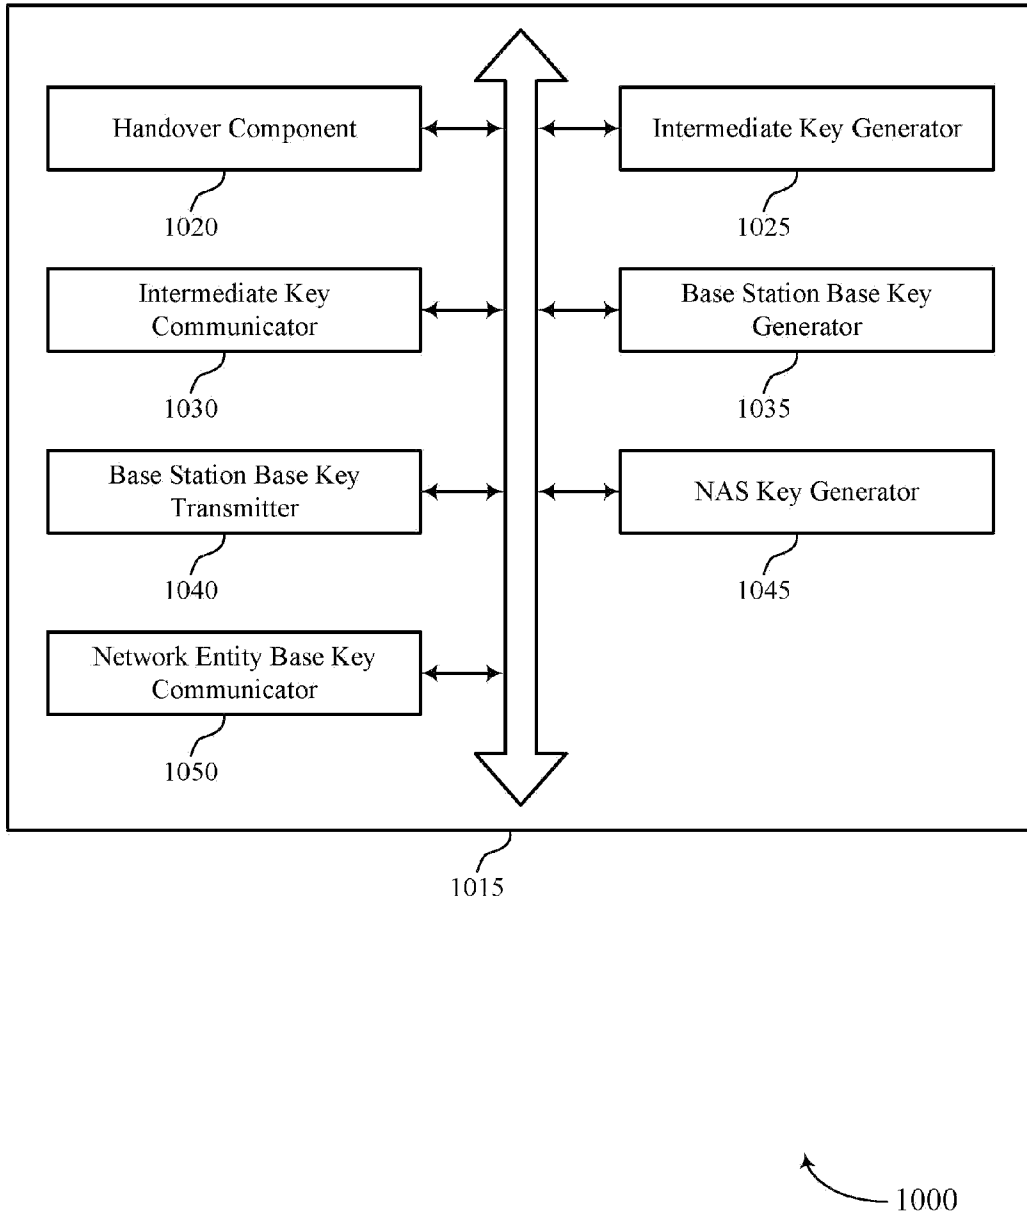 Handover Component
1020
Intermediate Key Generator
1025
Intermediate Key
Communicator
1030
Base Station Base Key
Generator
1035
Base Station Base Key
Transmitter
1040
NAS Key Generator
1045
Network Entity Base Key
Communicator
1050
1015
1000